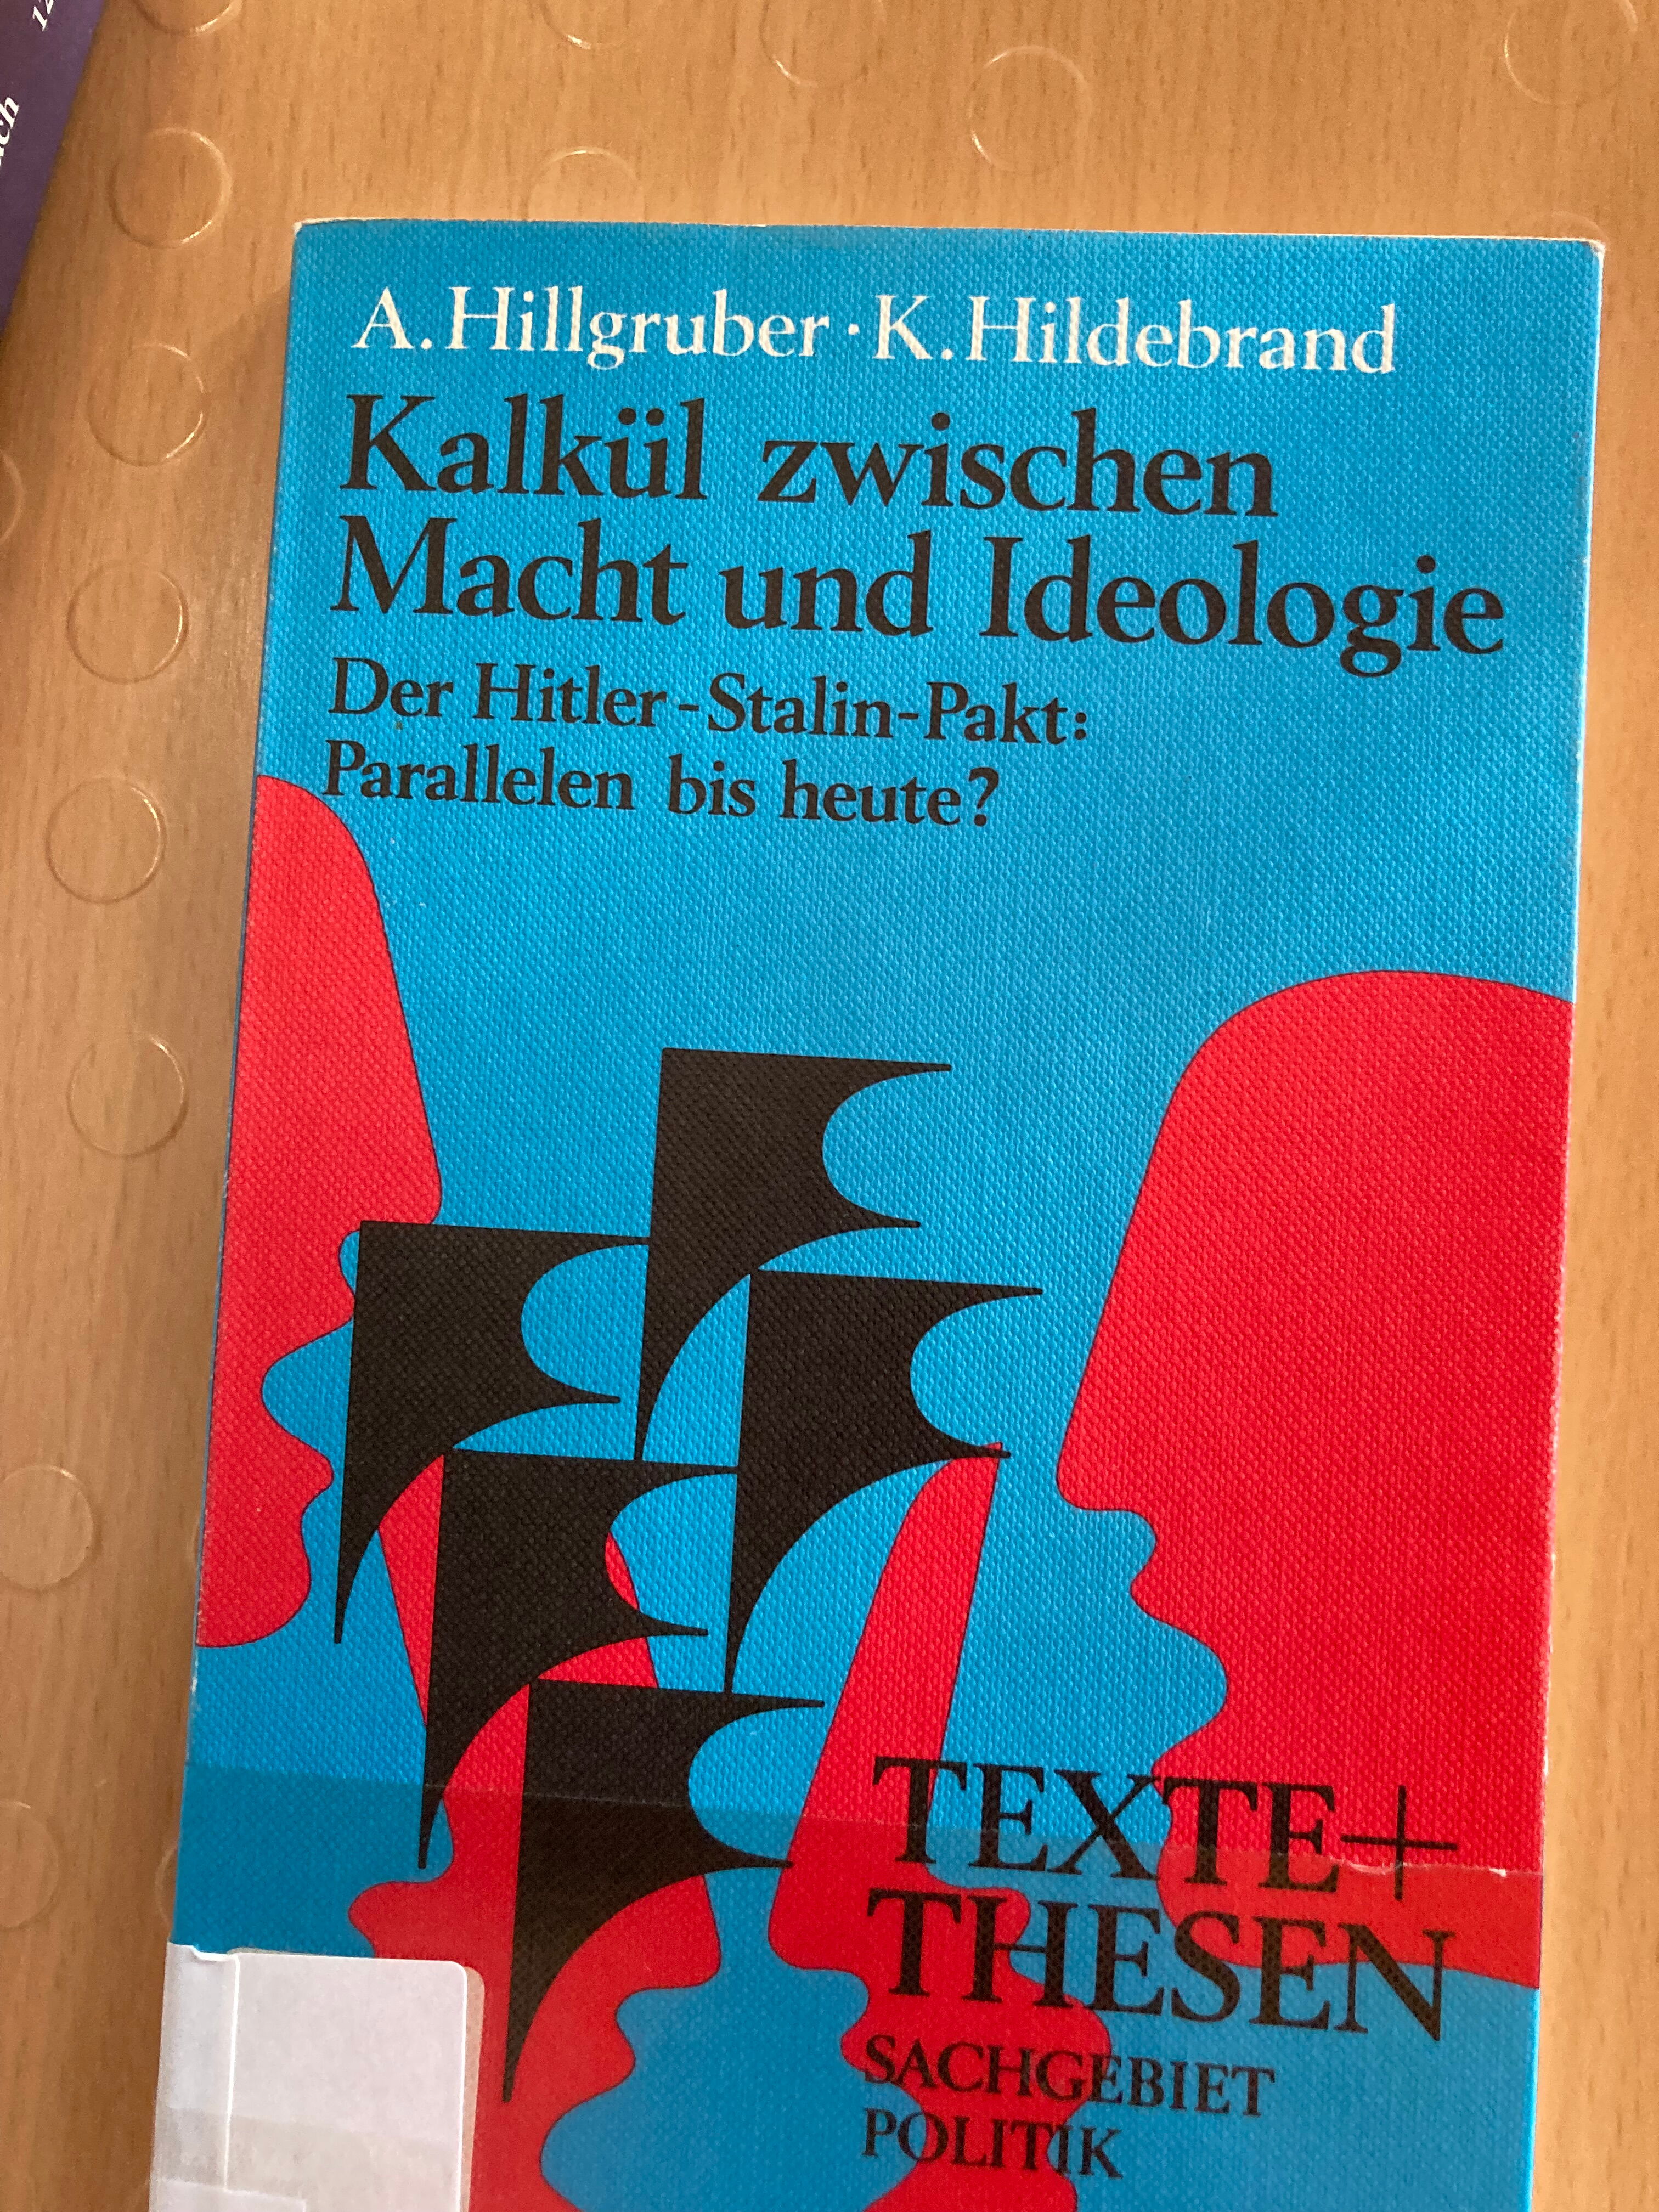 A. Hillgruber · K. Hildebrand
Kalkül zwischen
Macht und Ideologie
Der Hitler-Stalin-Pakt:
Parallelen bis heute?
TEXTE+
THESEN
SACHGEBIET
POLITIK